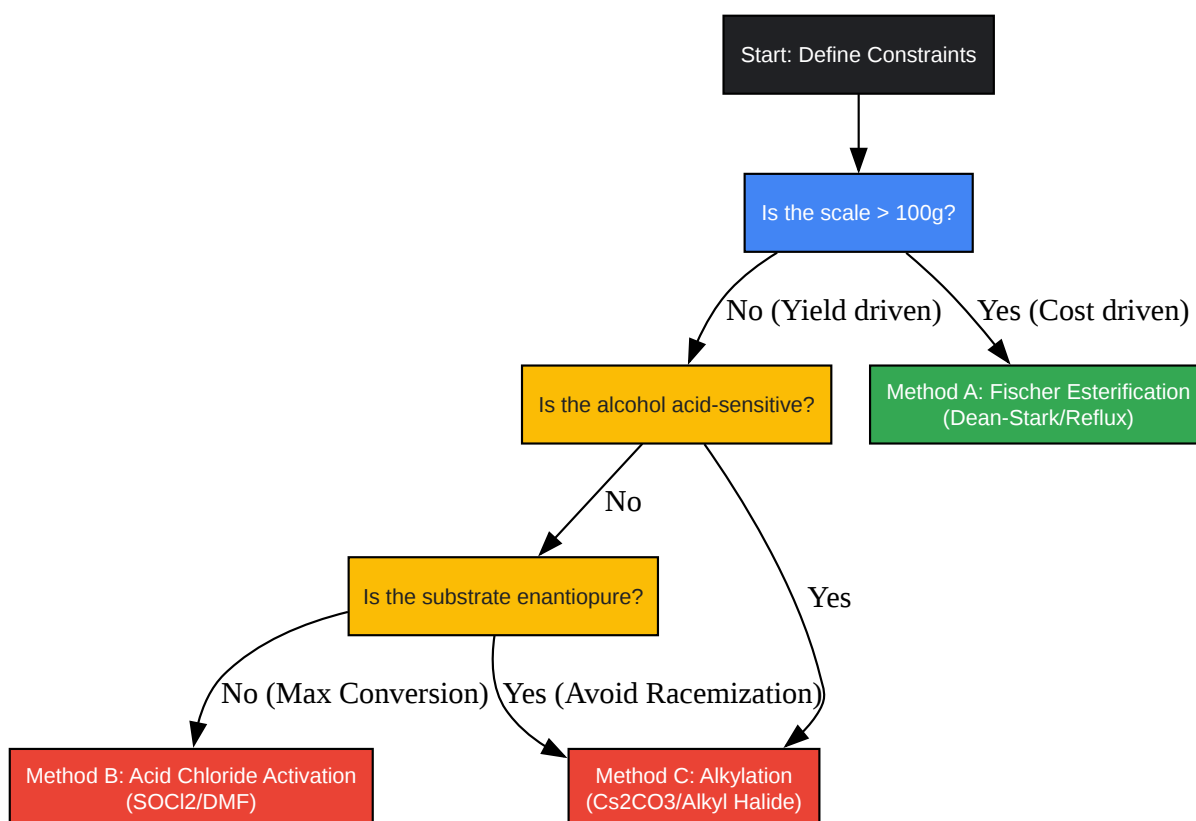 Start: Define Constraints
Is the scale > 100g?
No (Yield driven)
Yes (Cost driven)
Is the alcohol acid-sensitive?
Method A: Fischer Esterification
(Dean-Stark/Reflux)
No
Yes
Is the substrate enantiopure?
No (Max Conversion)
Yes (Avoid Racemization)
Method B: Acid Chloride Activation
(SOCl2/DMF)
Method C: Alkylation
(Cs2CO3/Alkyl Halide)